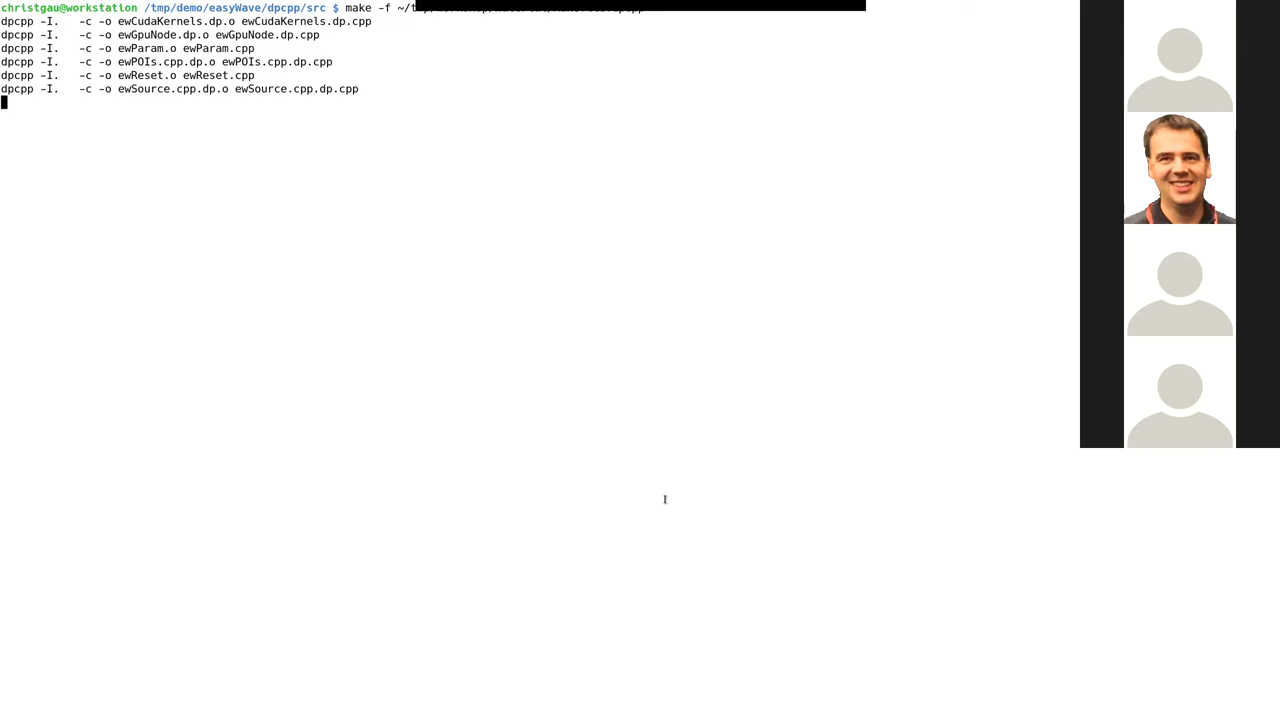 christgau@workstation /tmp/demo/easyWave/dpcpp/src $ make -f ~/
dpcpp -I.   -c -o ewCudaKernels.dp.o ewCudaKernels.dp.cpp
dpcpp -I.   -c -o ewGpuNode.dp.o ewGpuNode.dp.cpp
dpcpp -I.   -c -o ewParam.o ewParam.cpp
dpcpp -I.   -c -o ewPOIs.cpp.dp.o ewPOIs.cpp.dp.cpp
dpcpp -I.   -c -o ewReset.o ewReset.cpp
dpcpp -I.   -c -o ewSource.cpp.dp.o ewSource.cpp.dp.cpp